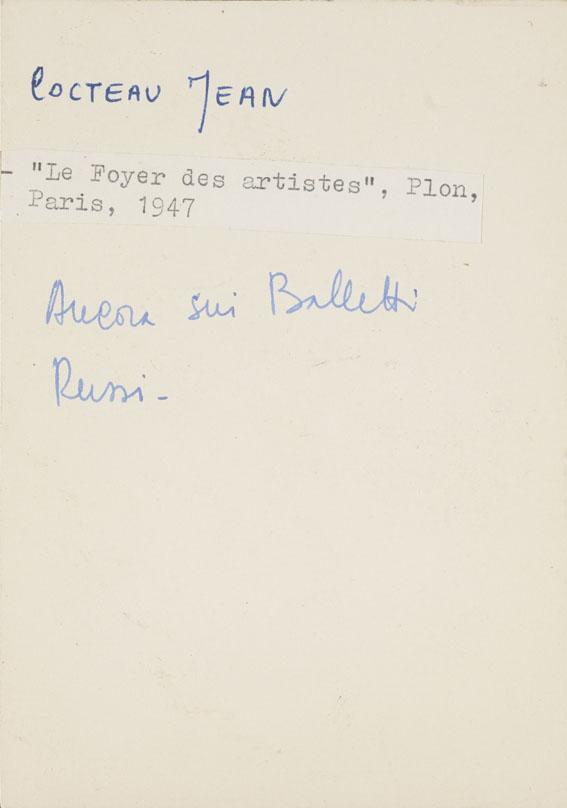 COCTEAU JEAN
- "Le Foyer des artistes", Plon,
Paris, 1947
Ancora sui Balletti
Russi -